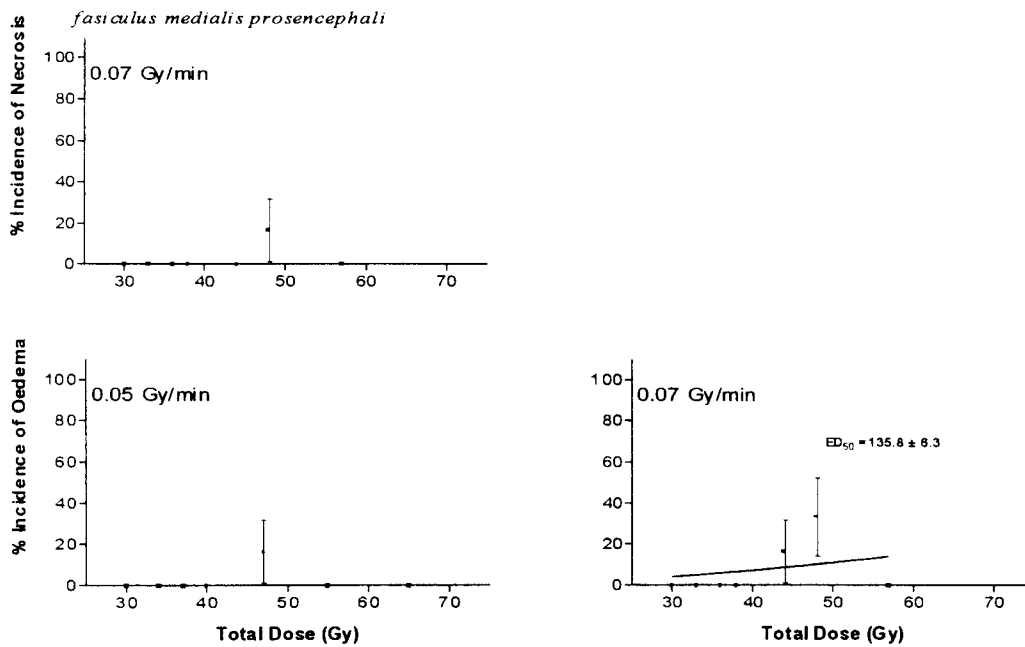 fasiculus medialis prosencephali
% Incidence of Necrosis
100
80
60
40
20
0
0.07 Gy/min
30 40 50 60 70
% Incidence of Oedema
100
80
60
40
20
0
0.05 Gy/min
30 40 50 60 70
Total Dose (Gy)
100
80
60
40
20
0
0.07 Gy/min
ED50 = 135.8 ± 6.3
30 40 50 60 70
Total Dose (Gy)